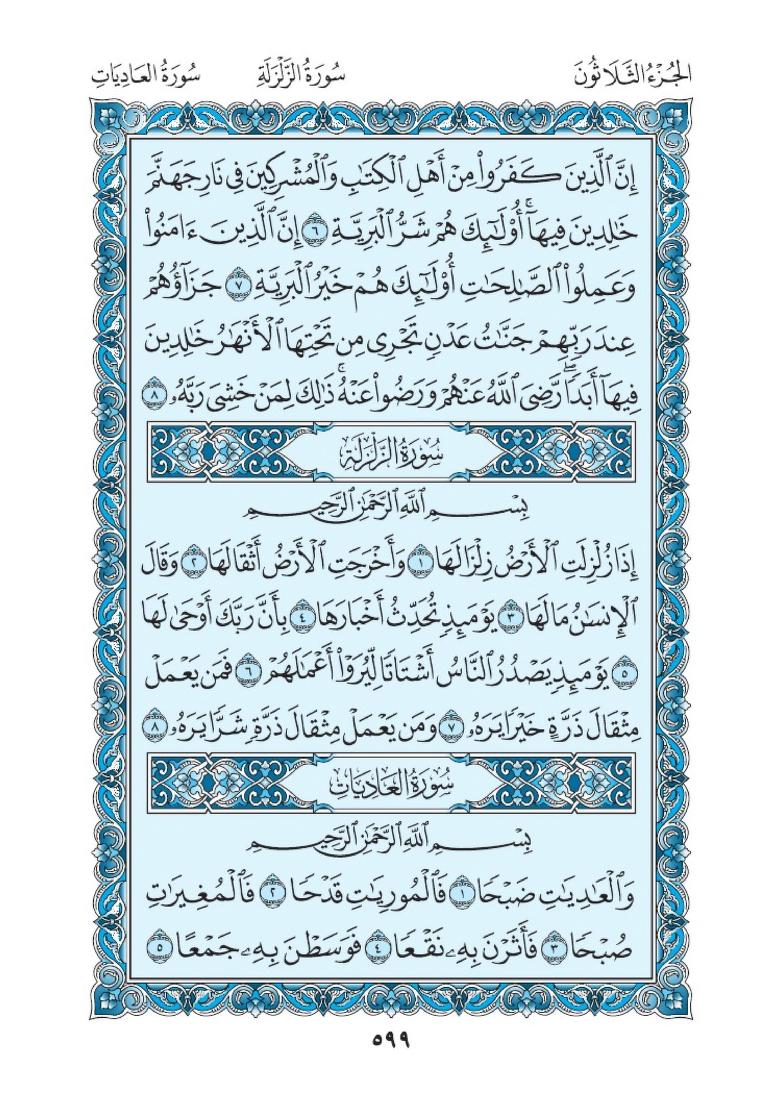 الجُزْءُ الثَّلَاثُونَ سُورَةُ الزَّلْزَلَةِ سُورَةُ العَادِيَاتِ
إِنَّ ٱلَّذِينَ كَفَرُوا۟ مِنْ أَهْلِ ٱلْكِتَٰبِ وَٱلْمُشْرِكِينَ فِى نَارِ جَهَنَّمَ
خَٰلِدِينَ فِيهَآ ۚ أُو۟لَٰٓئِكَ هُمْ شَرُّ ٱلْبَرِيَّةِ ٦ إِنَّ ٱلَّذِينَ ءَامَنُوا۟
وَعَمِلُوا۟ ٱلصَّٰلِحَٰتِ أُو۟لَٰٓئِكَ هُمْ خَيْرُ ٱلْبَرِيَّةِ ٧ جَزَآؤُهُمْ
عِندَ رَبِّهِمْ جَنَّٰتُ عَدْنٍ تَجْرِى مِن تَحْتِهَا ٱلْأَنْهَٰرُ خَٰلِدِينَ
فِيهَآ أَبَدًا ۖ رَّضِىَ ٱللَّهُ عَنْهُمْ وَرَضُوا۟ عَنْهُ ۚ ذَٰلِكَ لِمَنْ خَشِىَ رَبَّهُۥ ٨
سُورَةُ الزَّلْزَلَةِ
بِسْمِ ٱللَّهِ ٱلرَّحْمَٰنِ ٱلرَّحِيمِ
إِذَا زُلْزِلَتِ ٱلْأَرْضُ زِلْزَالَهَا ١ وَأَخْرَجَتِ ٱلْأَرْضُ أَثْقَالَهَا ٢ وَقَالَ
ٱلْإِنسَٰنُ مَا لَهَا ٣ يَوْمَئِذٍ تُحَدِّثُ أَخْبَارَهَا ٤ بِأَنَّ رَبَّكَ أَوْحَىٰ لَهَا
٥ يَوْمَئِذٍ يَصْدُرُ ٱلنَّاسُ أَشْتَاتًا لِّيُرَوْا۟ أَعْمَٰلَهُمْ ٦ فَمَن يَعْمَلْ
مِثْقَالَ ذَرَّةٍ خَيْرًا يَرَهُۥ ٧ وَمَن يَعْمَلْ مِثْقَالَ ذَرَّةٍ شَرًّا يَرَهُۥ ٨
سُورَةُ العَادِيَاتِ
بِسْمِ ٱللَّهِ ٱلرَّحْمَٰنِ ٱلرَّحِيمِ
وَٱلْعَٰدِيَٰتِ ضَبْحًا ١ فَٱلْمُورِيَٰتِ قَدْحًا ٢ فَٱلْمُغِيرَٰتِ
صُبْحًا ٣ فَأَثَرْنَ بِهِۦ نَقْعًا ٤ فَوَسَطْنَ بِهِۦ جَمْعًا ٥
٥٩٩